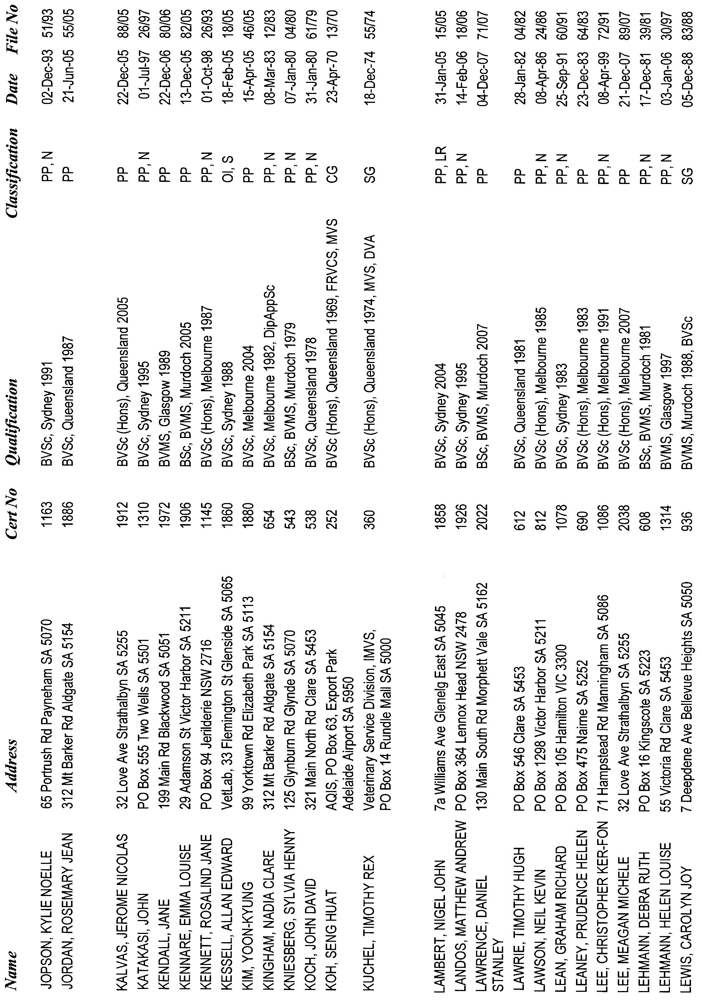 Name Address Cert No Qualification Classification Date File No
JOPSON, KYLIE NOELLE 65 Portrush Rd Payneham SA 5070 1163 BVSc, Sydney 1991 PP, N 02-Dec-93 51/93
JORDAN, ROSEMARY JEAN 312 Mt Barker Rd Aldgate SA 5154 1886 BVSc, Queensland 1987 PP 21-Jun-05 55/05
KALVAS, JEROME NICOLAS 32 Love Ave Strathalbyn SA 5255 1912 BVSc (Hons), Queensland 2005 PP 22-Dec-05 88/05
KATAKASI, JOHN PO Box 555 Two Wells SA 5501 1310 BVSc, Sydney 1995 PP, N 01-Jul-97 26/97
KENDALL, JANE 199 Main Rd Blackwood SA 5051 1972 BVMS, Glasgow 1989 PP 22-Dec-06 80/06
KENNARE, EMMA LOUISE 29 Adamson St Victor Harbor SA 5211 1906 BSc, BVMS, Murdoch 2005 PP 13-Dec-05 82/05
KENNETT, ROSALIND JANE PO Box 94 Jerilderie NSW 2716 1145 BVSc (Hons), Melbourne 1987 PP, N 01-Oct-98 26/93
KESSELL, ALLAN EDWARD VetLab, 33 Flemington St Glenside SA 5065 1860 BVSc, Sydney 1988 OI, S 18-Feb-05 18/05
KIM, YOON-KYUNG 99 Yorktown Rd Elizabeth Park SA 5113 1880 BVSc, Melbourne 2004 PP 15-Apr-05 46/05
KINGHAM, NADIA CLARE 312 Mt Barker Rd Aldgate SA 5154 654 BVSc, Melbourne 1982, DipAppSc PP, N 08-Mar-83 12/83
KNIESBERG, SYLVIA HENNY 125 Glynburn Rd Glynde SA 5070 543 BSc, BVMS, Murdoch 1979 PP, N 07-Jan-80 04/80
KOCH, JOHN DAVID 321 Main North Rd Clare SA 5453 538 BVSc, Queensland 1978 PP, N 31-Jan-80 61/79
KOH, SENG HUAT AQIS, PO Box 63, Export Park 252 BVSc (Hons), Queensland 1969, FRVCS, MVS CG 23-Apr-70 13/70
Adelaide Airport SA 5950
KUCHEL, TIMOTHY REX Veterinary Service Division, IMVS, 360 BVSc (Hons), Queensland 1974, MVS, DVA SG 18-Dec-74 55/74
PO Box 14 Rundle Mall SA 5000
LAMBERT, NIGEL JOHN 7a Williams Ave Glenelg East SA 5045 1858 BVSc, Sydney 2004 PP, LR 31-Jan-05 15/05
LANDOS, MATTHEW ANDREW PO Box 364 Lennox Head NSW 2478 1926 BVSc, Sydney 1995 PP, N 14-Feb-06 18/06
LAWRENCE, DANIEL 130 Main South Rd Morphett Vale SA 5162 2022 BSc, BVMS, Murdoch 2007 PP 04-Dec-07 71/07
STANLEY
LAWRIE, TIMOTHY HUGH PO Box 546 Clare SA 5453 612 BVSc, Queensland 1981 PP 28-Jan-82 04/82
LAWSON, NEIL KEVIN PO Box 1298 Victor Harbor SA 5211 812 BVSc (Hons), Melbourne 1985 PP, N 08-Apr-86 24/86
LEAN, GRAHAM RICHARD PO Box 105 Hamilton VIC 3300 1078 BVSc, Sydney 1983 PP, N 25-Sep-91 60/91
LEANEY, PRUDENCE HELEN PO Box 475 Nairne SA 5252 690 BVSc (Hons), Melbourne 1983 PP 23-Dec-83 64/83
LEE, CHRISTOPHER KER-FON 71 Hampstead Rd Manningham SA 5086 1086 BVSc (Hons), Melbourne 1991 PP, N 08-Apr-99 72/91
LEE, MEAGAN MICHELE 32 Love Ave Strathalbyn SA 5255 2038 BVSc (Hons), Melbourne 2007 PP 21-Dec-07 89/07
LEHMANN, DEBRA RUTH PO Box 16 Kingscote SA 5223 608 BSc, BVMS, Murdoch 1981 PP, N 17-Dec-81 39/81
LEHMANN, HELEN LOUISE 55 Victoria Rd Clare SA 5453 1314 BVMS, Glasgow 1997 PP, N 03-Jan-06 30/97
LEWIS, CAROLYN JOY 7 Deepdene Ave Bellevue Heights SA 5050 936 BVMS, Murdoch 1988, BVSc SG 05-Dec-88 83/88